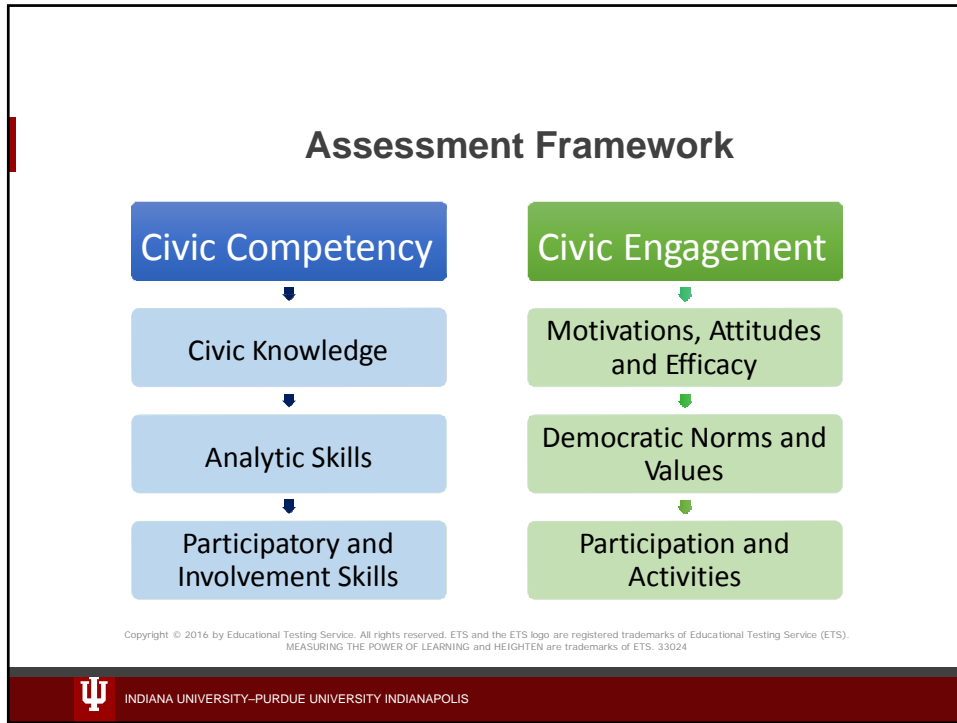 Assessment Framework
Civic Competency
Civic Knowledge
Analytic Skills
Participatory and
Involvement Skills
Civic Engagement
Motivations, Attitudes
and Efficacy
Democratic Norms and
Values
Participation and
Activities
Copyright © 2016 by Educational Testing Service. All rights reserved. ETS and the ETS logo are registered trademarks of Educational Testing Service (ETS).
MEASURING THE POWER OF LEARNING and HEIGHTEN are trademarks of ETS. 33024
INDIANA UNIVERSITY–PURDUE UNIVERSITY INDIANAPOLIS